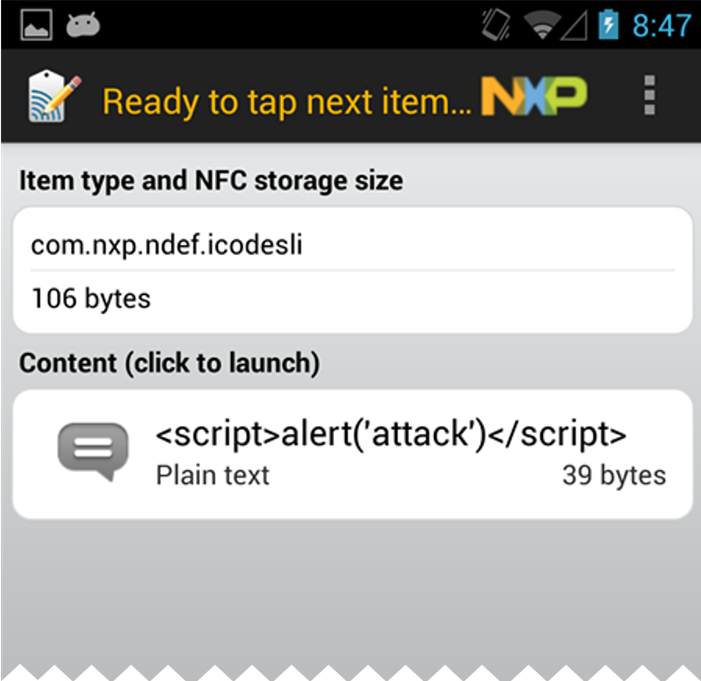 8:47
Ready to tap next item... NXP
Item type and NFC storage size
com.nxp.ndef.icodesli
106 bytes
Content (click to launch)
<script>alert('attack')</script>
Plain text 39 bytes